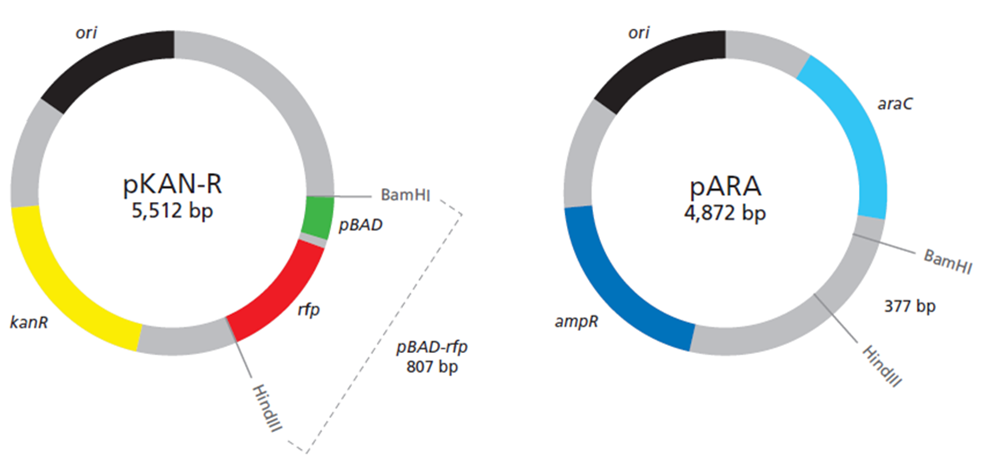 ori
pKAN-R
5,512 bp
BamHI
pBAD
rfp
kanR
HindIII
pBAD-rfp
807 bp
ori
araC
pARA
4,872 bp
BamHI
377 bp
ampR
HindIII